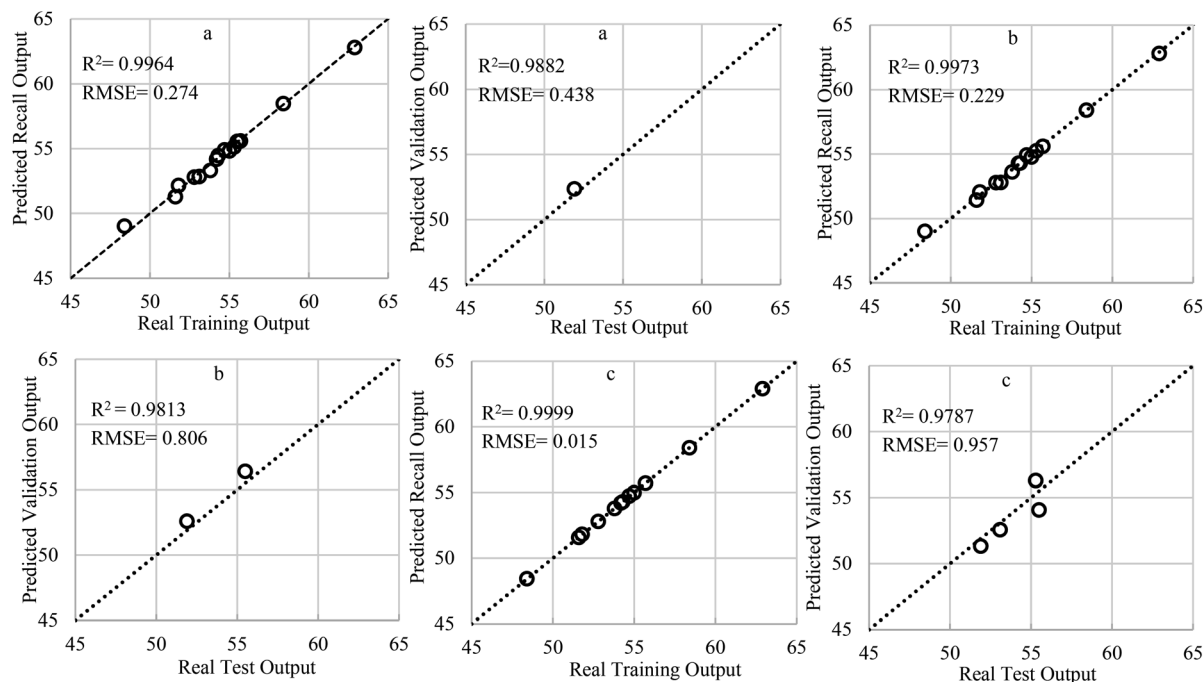 65
a
R²= 0.9964
RMSE= 0.274
60
55
50
45
45 50 55 60 65
Predicted Recall Output
Real Training Output
65
a
R²=0.9882
RMSE= 0.438
60
55
50
45
45 50 55 60 65
Predicted Validation Output
Real Test Output
65
b
R²= 0.9973
RMSE= 0.229
60
55
50
45
45 50 55 60 65
Predicted Recall Output
Real Training Output
65
b
R² = 0.9813
RMSE= 0.806
60
55
50
45
45 50 55 60 65
Predicted Validation Output
Real Test Output
65
c
R²= 0.9999
RMSE= 0.015
60
55
50
45
45 50 55 60 65
Predicted Recall Output
Real Training Output
65
c
R²= 0.9787
RMSE= 0.957
60
55
50
45
45 50 55 60 65
Predicted Validation Output
Real Test Output